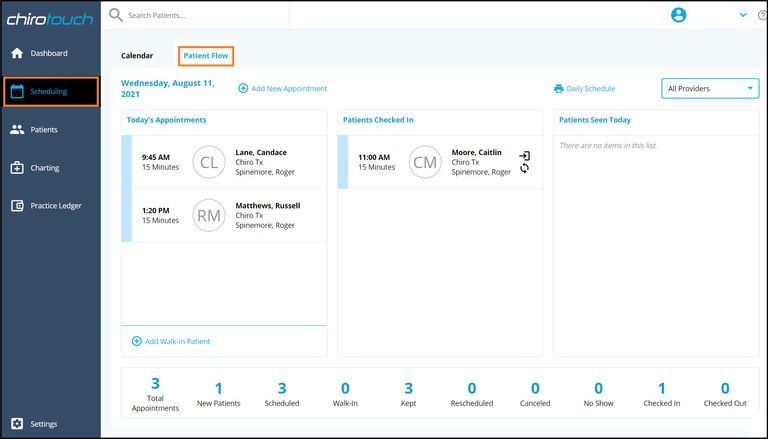 chirotouch
Search Patients...
Dashboard
Scheduling
Patients
Charting
Practice Ledger
Settings
Calendar
Patient Flow
Wednesday, August 11,
2021
Add New Appointment
Daily Schedule
All Providers
Today's Appointments
9:45 AM
15 Minutes
CL
Lane, Candace
Chiro Tx
Spinemore, Roger
1:20 PM
15 Minutes
RM
Matthews, Russell
Chiro Tx
Spinemore, Roger
Add Walk-In Patient
Patients Checked In
11:00 AM
15 Minutes
CM
Moore, Caitlin
Chiro Tx
Spinemore, Roger
Patients Seen Today
There are no items in this list.
3
Total
Appointments
1
New Patients
3
Scheduled
0
Walk-In
3
Kept
0
Rescheduled
0
Canceled
0
No Show
1
Checked In
0
Checked Out